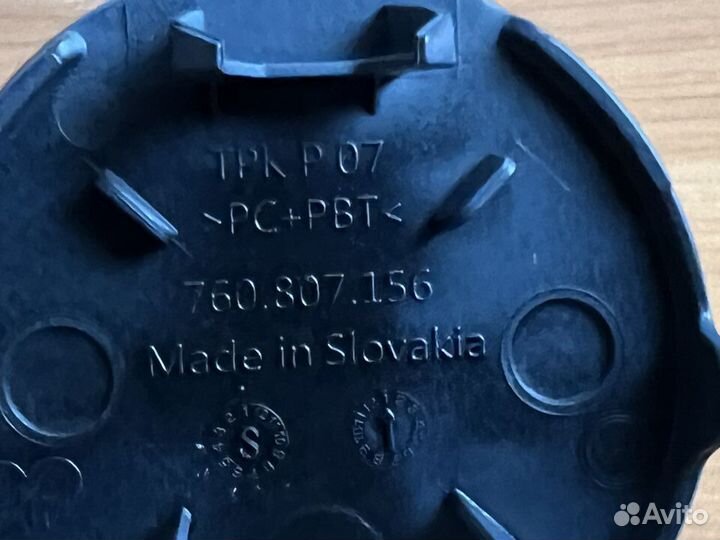 TPK P 07
>PC+PBT<
760.807.156
Made in Slovakia
S
Avito